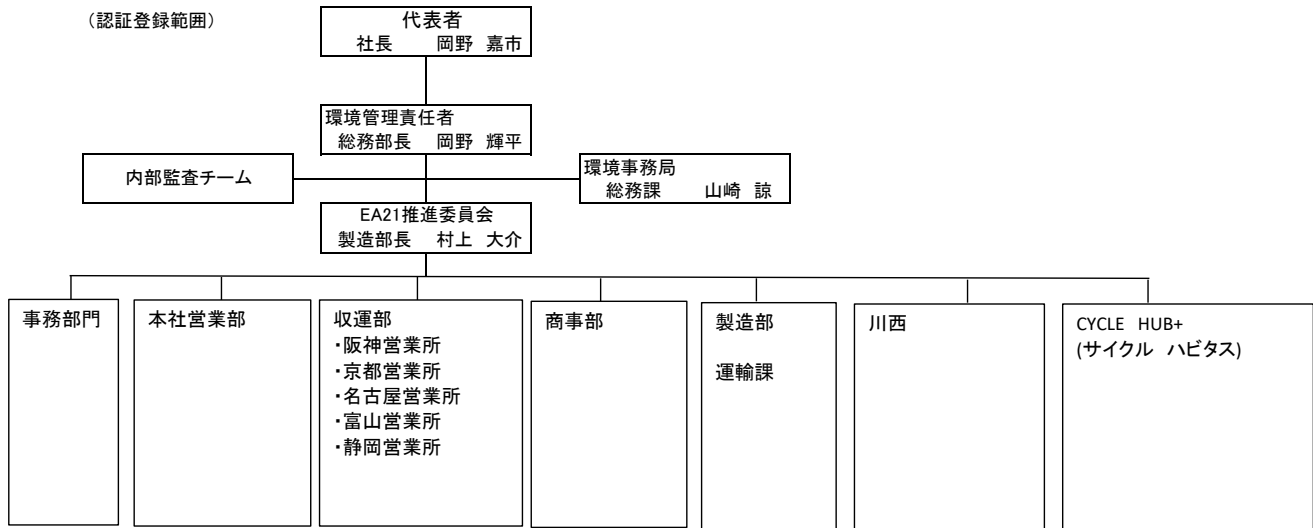 （認証登録範囲）
代表者
社長　岡野　嘉市
環境管理責任者
総務部長　岡野　輝平
内部監査チーム
環境事務局
総務課　山崎　諒
EA21推進委員会
製造部長　村上　大介
事務部門
本社営業部
収運部
・阪神営業所
・京都営業所
・名古屋営業所
・富山営業所
・静岡営業所
商事部
製造部
運輸課
川西
CYCLE HUB+
(サイクル　ハビタス)